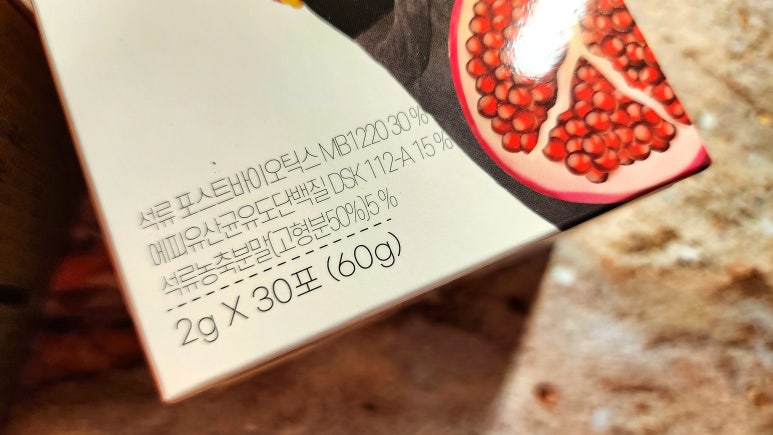 석류 포스트바이오틱스 MB1220 30%
에피유산균유도단백질 DSK 112-A 15%
석류농축분말(고형분50%)5%
2g X 30포 (60g)